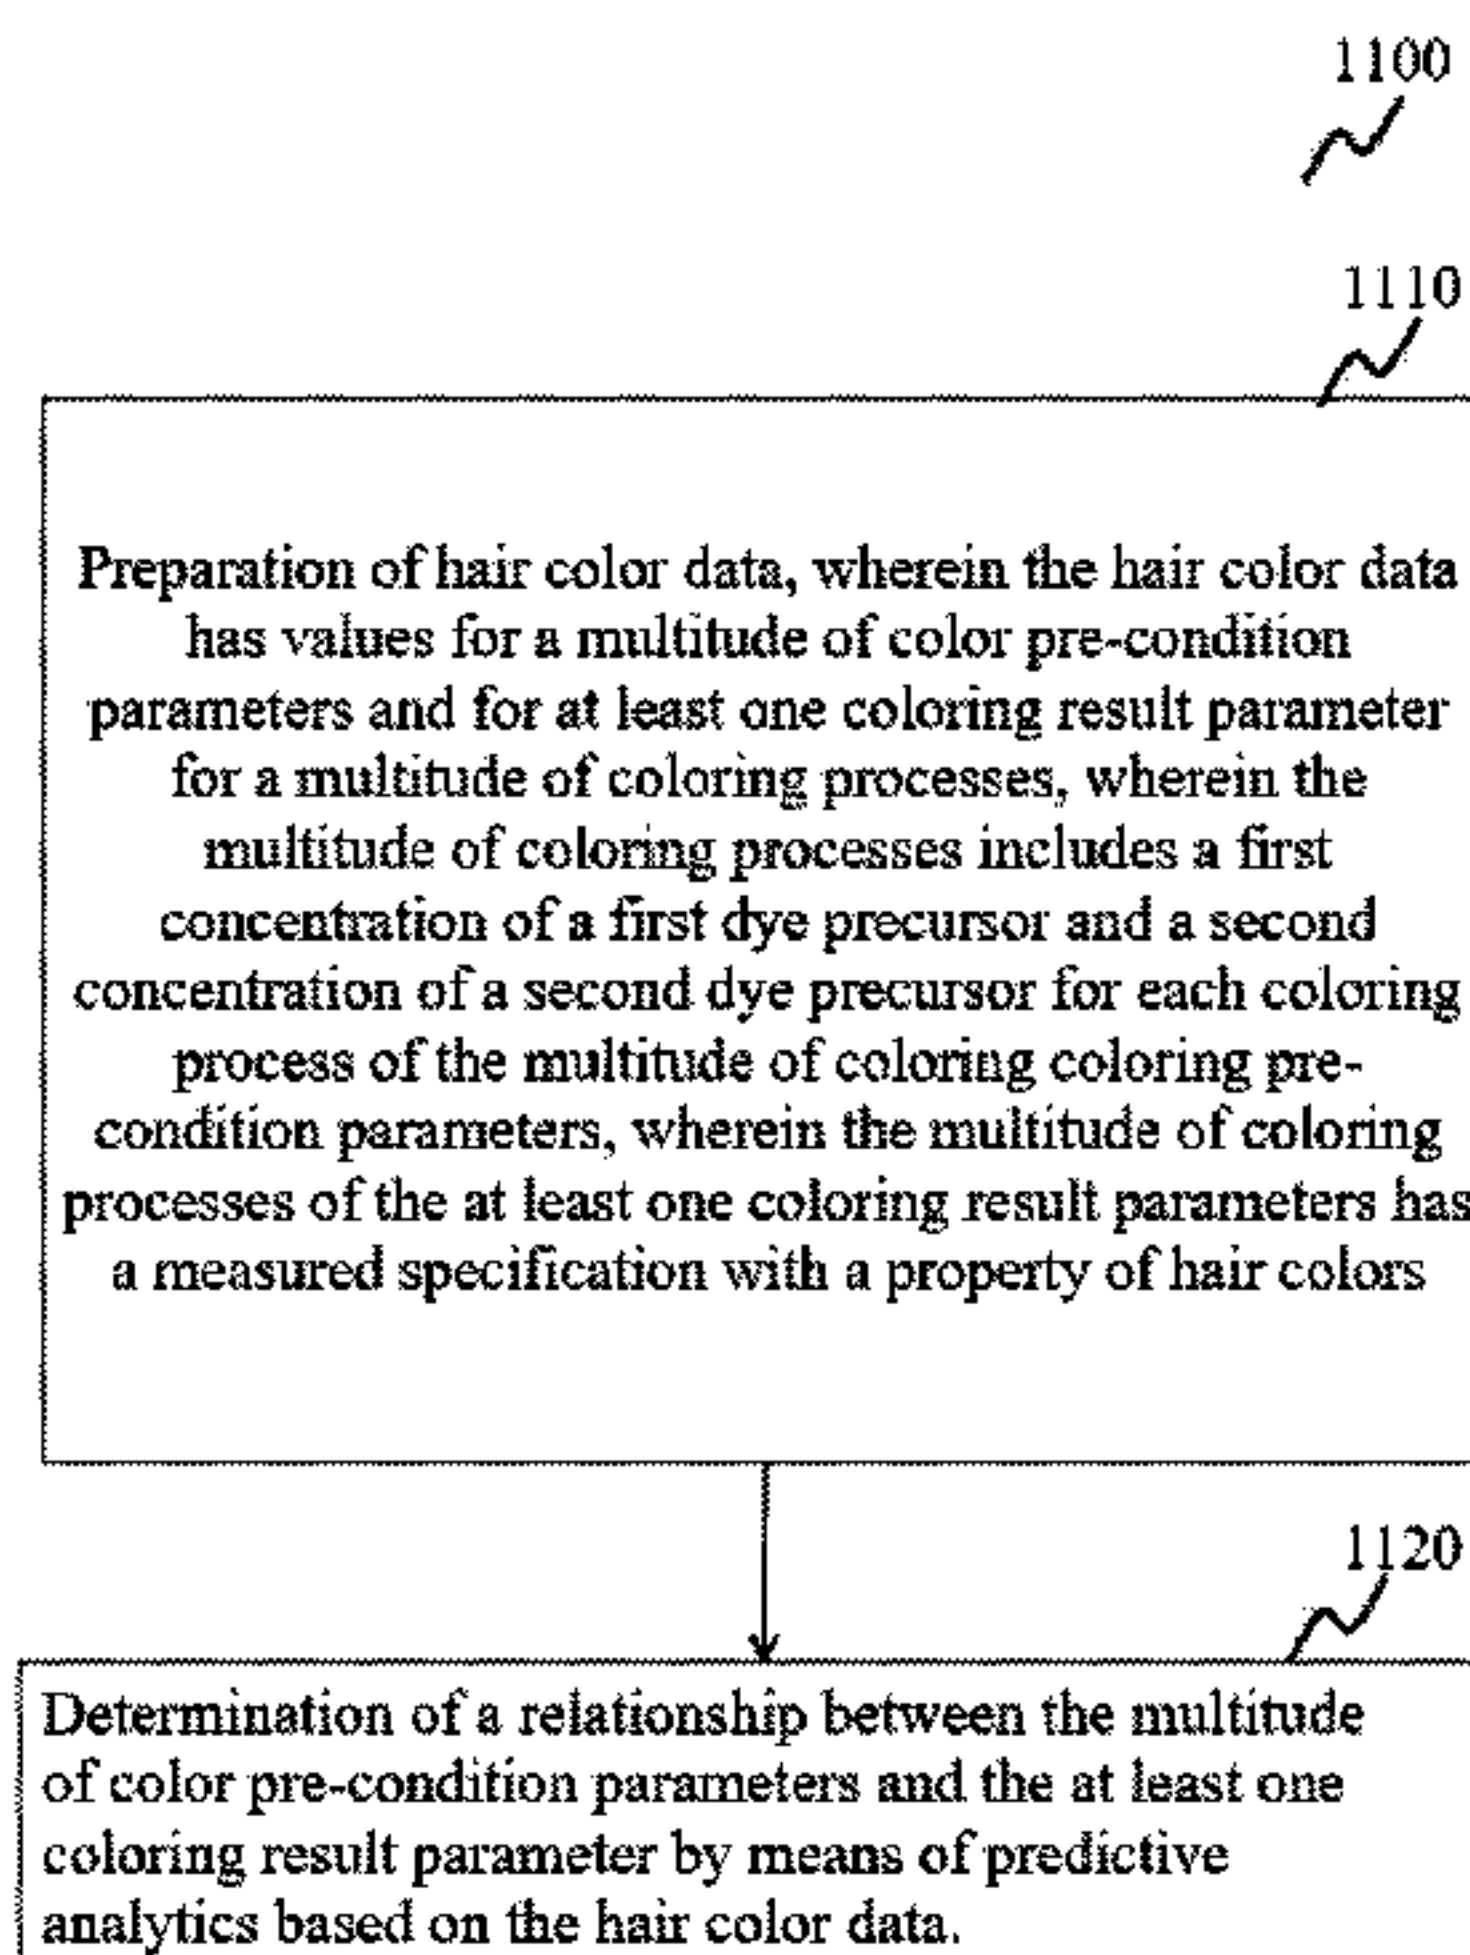 1100
1110
Preparation of hair color data, wherein the hair color data
has values for a multitude of color pre-condition
parameters and for at least one coloring result parameter
for a multitude of coloring processes, wherein the
multitude of coloring processes includes a first
concentration of a first dye precursor and a second
concentration of a second dye precursor for each coloring
process of the multitude of coloring coloring pre-
condition parameters, wherein the multitude of coloring
processes of the at least one coloring result parameters has
a measured specification with a property of hair colors
1120
Determination of a relationship between the multitude
of color pre-condition parameters and the at least one
coloring result parameter by means of predictive
analytics based on the hair color data.